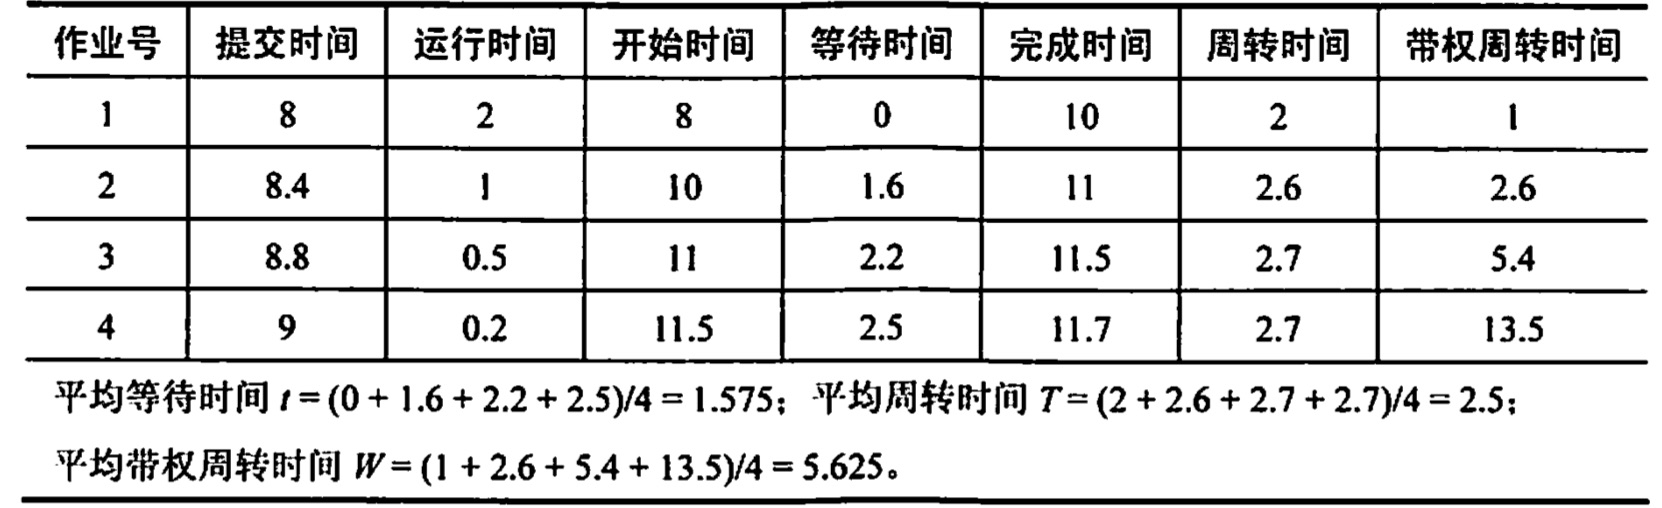 作业号 提交时间 运行时间 开始时间 等待时间 完成时间 周转时间 带权周转时间
1 8 2 8 0 10 2 1
2 8.4 1 10 1.6 11 2.6 2.6
3 8.8 0.5 11 2.2 11.5 2.7 5.4
4 9 0.2 11.5 2.5 11.7 2.7 13.5
平均等待时间 t = (0 + 1.6 + 2.2 + 2.5)/4 = 1.575；平均周转时间 T = (2 + 2.6 + 2.7 + 2.7)/4 = 2.5；
平均带权周转时间 W = (1 + 2.6 + 5.4 + 13.5)/4 = 5.625。